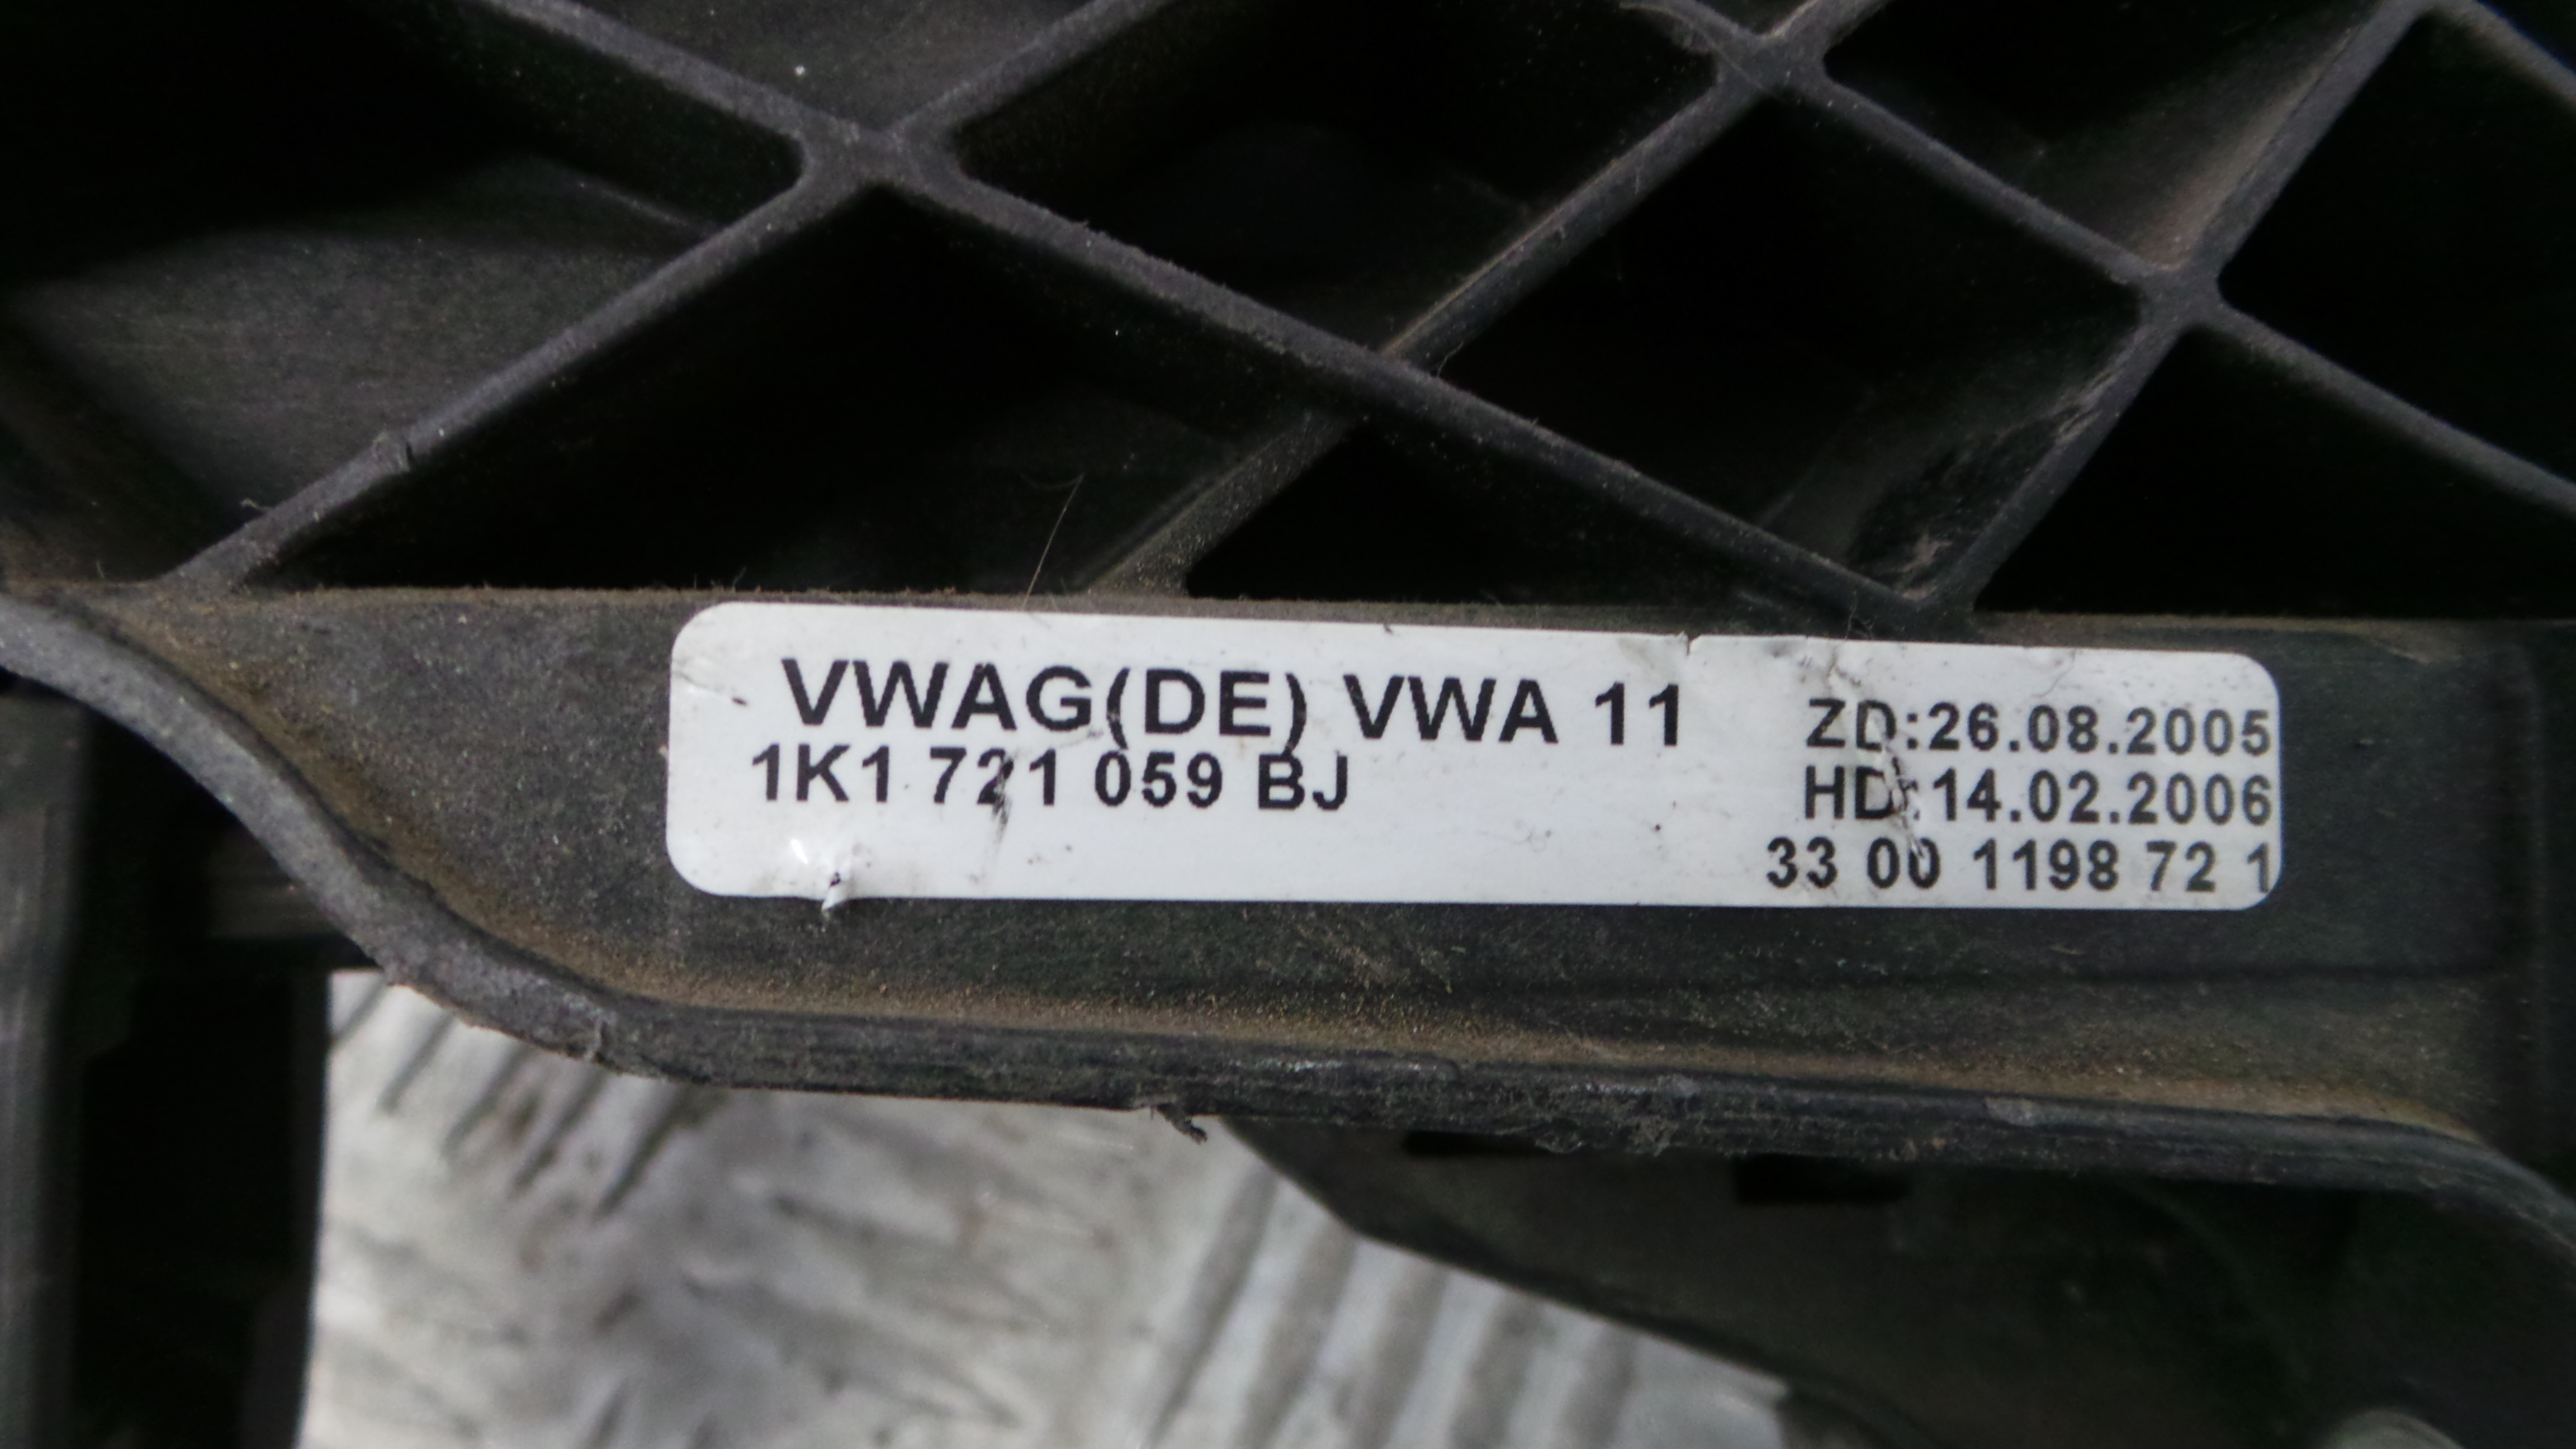 VWAG(DE) VWA 11
1K1 721 059 BJ
ZD:26.08.2005
HD:14.02.2006
33 00 1198 72 1